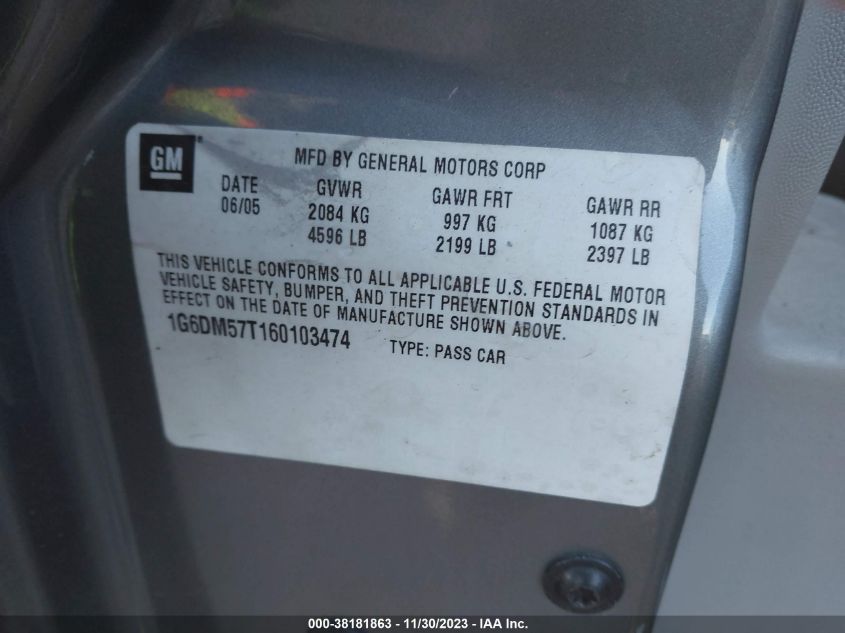 GM
MFD BY GENERAL MOTORS CORP
DATE GVWR GAWR FRT GAWR RR
06/05 2084 KG 997 KG 1087 KG
4596 LB 2199 LB 2397 LB
THIS VEHICLE CONFORMS TO ALL APPLICABLE U.S. FEDERAL MOTOR
VEHICLE SAFETY, BUMPER, AND THEFT PREVENTION STANDARDS IN
EFFECT ON THE DATE OF MANUFACTURE SHOWN ABOVE.
1G6DM57T160103474 TYPE: PASS CAR
000-38181863 - 11/30/2023 - IAA Inc.